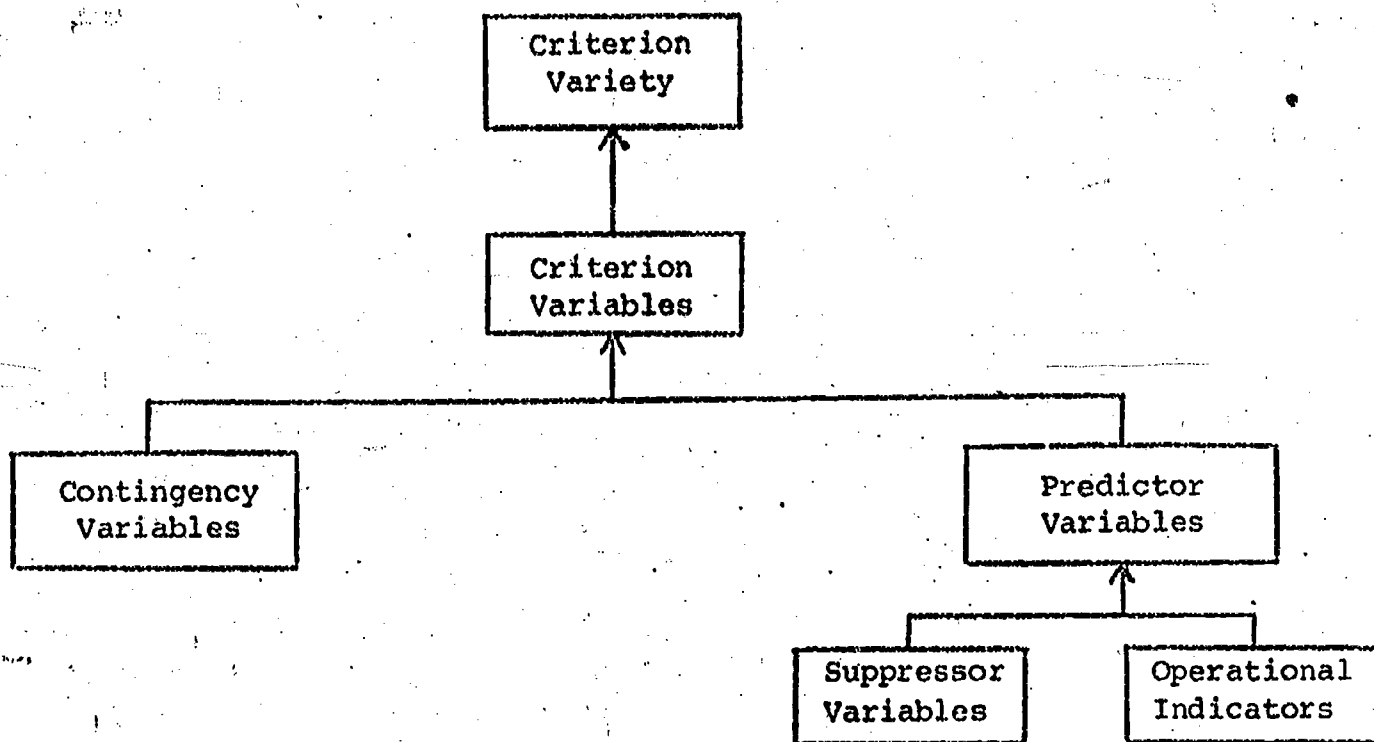 Criterion
Variety
Criterion
Variables
Contingency
Variables
Predictor
Variables
Suppressor
Variables
Operational
Indicators